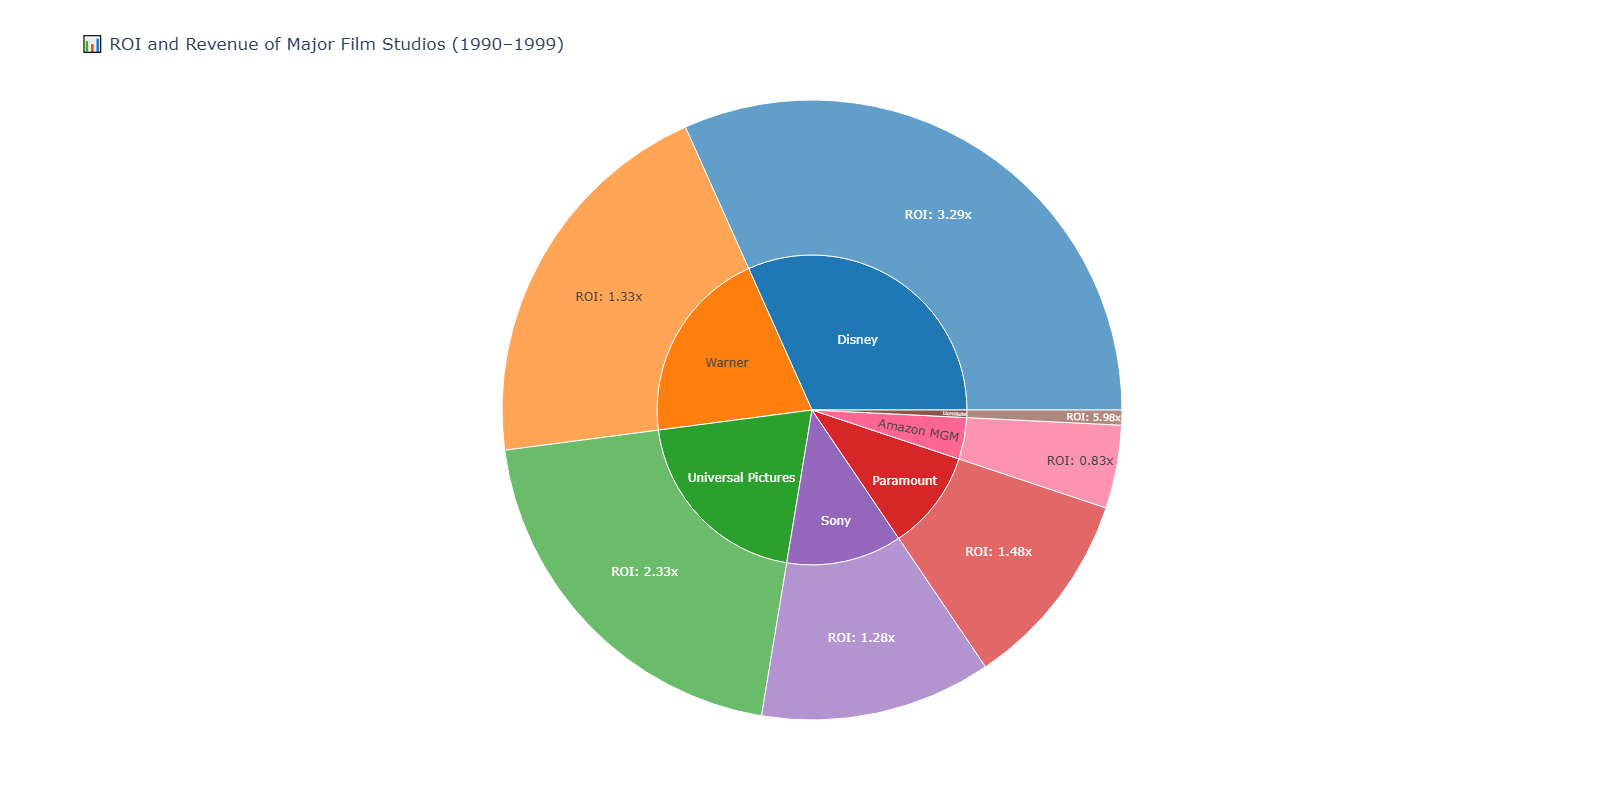 📊 ROI and Revenue of Major Film Studios (1990–1999)
ROI: 3.29x
ROI: 1.33x
Disney
Warner
Lionsgate
ROI: 5.98x
Amazon MGM
ROI: 0.83x
Universal Pictures
Paramount
Sony
ROI: 1.48x
ROI: 2.33x
ROI: 1.28x